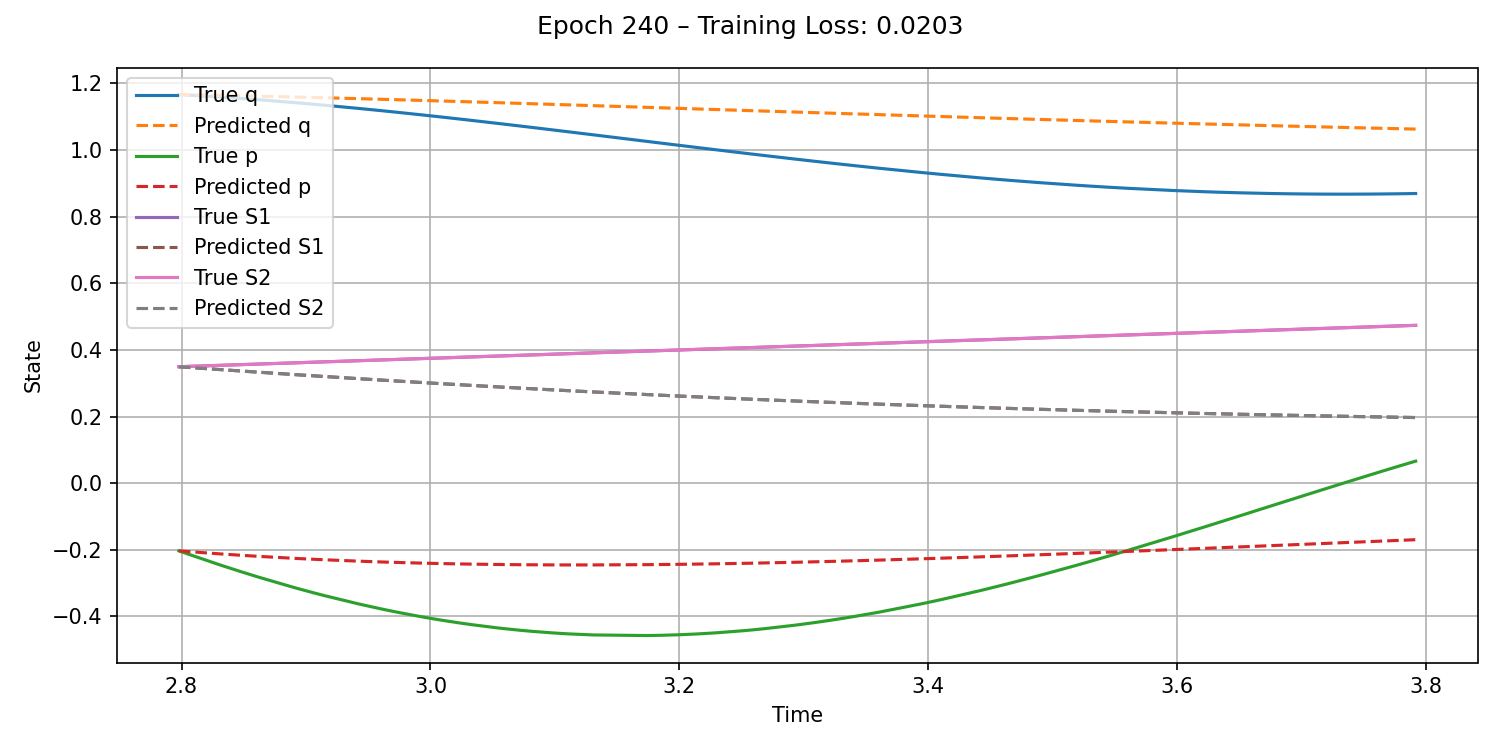 Epoch 240 – Training Loss: 0.0203
1.2
1.0
0.8
0.6
0.4
0.2
0.0
−0.2
−0.4
State
True q
Predicted q
True p
Predicted p
True S1
Predicted S1
True S2
Predicted S2
2.8
3.0
3.2
3.4
3.6
3.8
Time